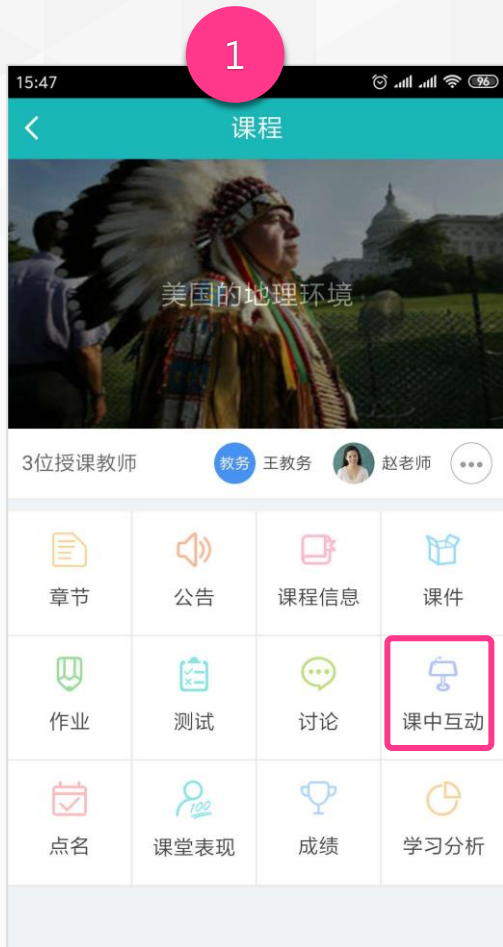 1
15:47
96
课程
美国的地理环境
3位授课教师 教务 王教务 赵老师
章节 公告 课程信息 课件
作业 测试 讨论 课中互动
100
点名 课堂表现 成绩 学习分析